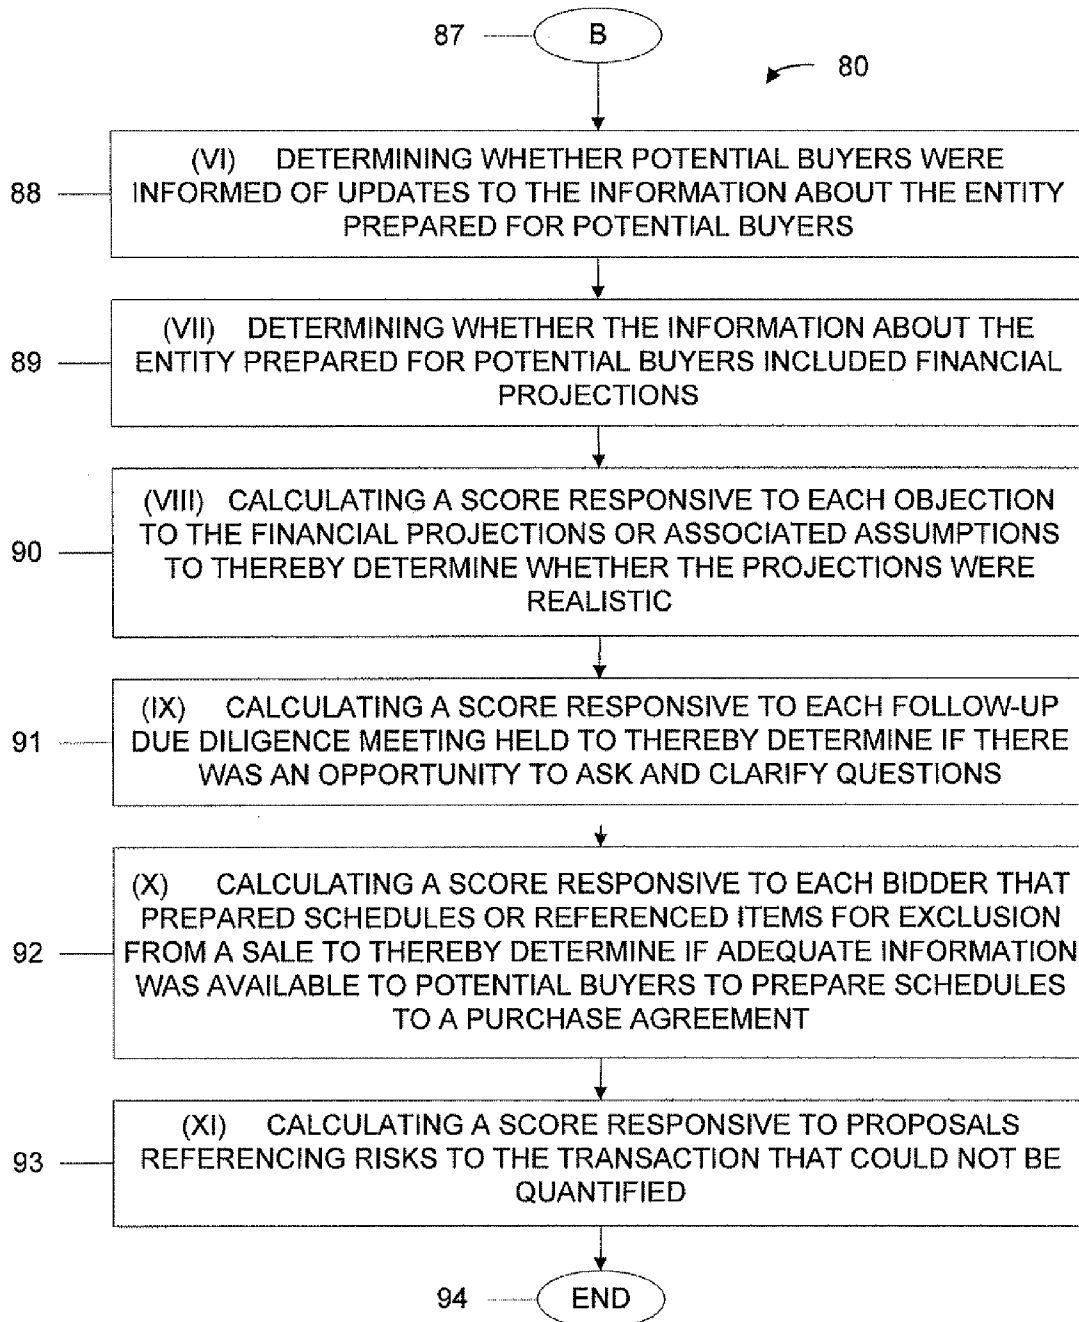 87
B
80
88
(VI) DETERMINING WHETHER POTENTIAL BUYERS WERE
INFORMED OF UPDATES TO THE INFORMATION ABOUT THE ENTITY
PREPARED FOR POTENTIAL BUYERS
89
(VII) DETERMINING WHETHER THE INFORMATION ABOUT THE
ENTITY PREPARED FOR POTENTIAL BUYERS INCLUDED FINANCIAL
PROJECTIONS
90
(VIII) CALCULATING A SCORE RESPONSIVE TO EACH OBJECTION
TO THE FINANCIAL PROJECTIONS OR ASSOCIATED ASSUMPTIONS
TO THEREBY DETERMINE WHETHER THE PROJECTIONS WERE
REALISTIC
91
(IX) CALCULATING A SCORE RESPONSIVE TO EACH FOLLOW-UP
DUE DILIGENCE MEETING HELD TO THEREBY DETERMINE IF THERE
WAS AN OPPORTUNITY TO ASK AND CLARIFY QUESTIONS
92
(X) CALCULATING A SCORE RESPONSIVE TO EACH BIDDER THAT
PREPARED SCHEDULES OR REFERENCED ITEMS FOR EXCLUSION
FROM A SALE TO THEREBY DETERMINE IF ADEQUATE INFORMATION
WAS AVAILABLE TO POTENTIAL BUYERS TO PREPARE SCHEDULES
TO A PURCHASE AGREEMENT
93
(XI) CALCULATING A SCORE RESPONSIVE TO PROPOSALS
REFERENCING RISKS TO THE TRANSACTION THAT COULD NOT BE
QUANTIFIED
94
END